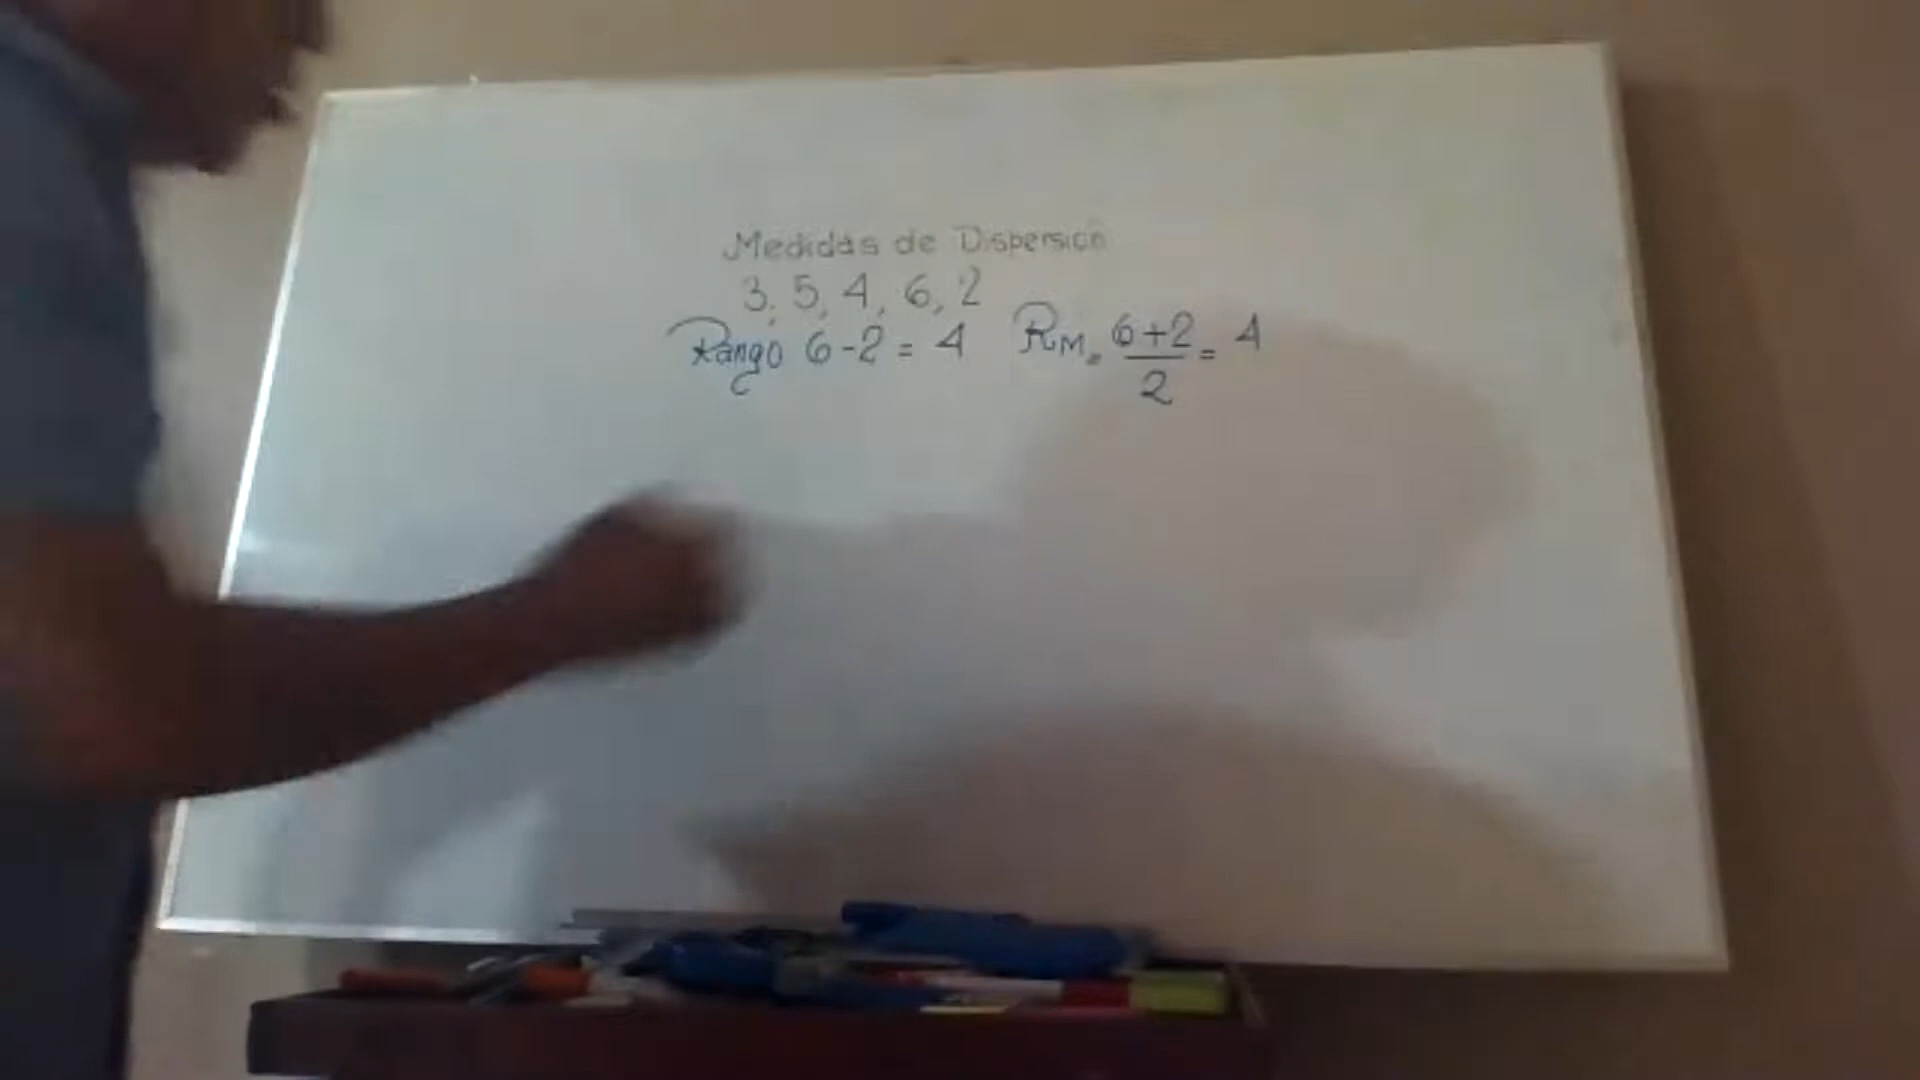 Medidas de Dispersión
3, 5, 4, 6, 2
Rango 6-2 = 4 RM = 6+2/2 = 4